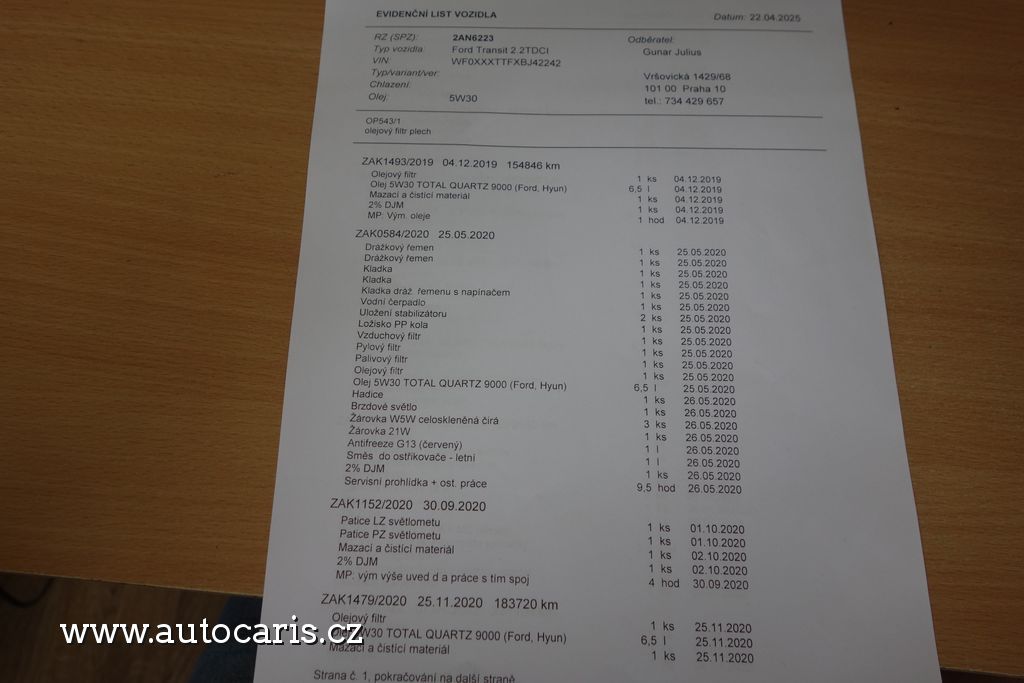 EVIDENČNÍ LIST VOZIDLA Datum: 22.04.2025
RZ (SPZ): 2AN6223 Odběratel:
Typ vozidla: Ford Transit 2.2TDCI Gunar Julius
VIN: WF0XXXTTFXBJ42242
Typ/variant/ver: Vršovická 1429/68
Chlazení: 101 00 Praha 10
Olej: 5W30 tel.: 734 429 657
OP543/1
olejový filtr plech
ZAK1493/2019 04.12.2019 154846 km
Olejový filtr 1 ks 04.12.2019
Olej 5W30 TOTAL QUARTZ 9000 (Ford, Hyun) 6,5 l 04.12.2019
Mazací a čistící materiál 1 ks 04.12.2019
2% DJM 1 ks 04.12.2019
MP: Vým. oleje 1 hod 04.12.2019
ZAK0584/2020 25.05.2020
Drážkový řemen 1 ks 25.05.2020
Drážkový řemen 1 ks 25.05.2020
Kladka 1 ks 25.05.2020
Kladka 1 ks 25.05.2020
Kladka dráž. řemenu s napínačem 1 ks 25.05.2020
Vodní čerpadlo 1 ks 25.05.2020
Uložení stabilizátoru 2 ks 25.05.2020
Ložisko PP kola 1 ks 25.05.2020
Vzduchový filtr 1 ks 25.05.2020
Pylový filtr 1 ks 25.05.2020
Palivový filtr 1 ks 25.05.2020
Olejový filtr 1 ks 25.05.2020
Olej 5W30 TOTAL QUARTZ 9000 (Ford, Hyun) 6,5 l 25.05.2020
Hadice 1 ks 26.05.2020
Brzdové světlo 1 ks 26.05.2020
Žárovka W5W celoskleněná čirá 3 ks 26.05.2020
Žárovka 21W 1 ks 26.05.2020
Antifreeze G13 (červený) 1 l 26.05.2020
Směs do ostřikovače - letní 1 l 26.05.2020
2% DJM 1 ks 26.05.2020
Servisní prohlídka + ost. práce 9,5 hod 26.05.2020
ZAK1152/2020 30.09.2020
Patice LZ světlometu 1 ks 01.10.2020
Patice PZ světlometu 1 ks 01.10.2020
Mazací a čistící materiál 1 ks 02.10.2020
2% DJM 1 ks 02.10.2020
MP: vým výše uved d a práce s tím spoj 4 hod 30.09.2020
ZAK1479/2020 25.11.2020 183720 km
Olejový filtr 1 ks 25.11.2020
Olej 5W30 TOTAL QUARTZ 9000 (Ford, Hyun) 6,5 l 25.11.2020
Mazací a čistící materiál 1 ks 25.11.2020
Strana č. 1, pokračování na další straně
www.autocaris.cz